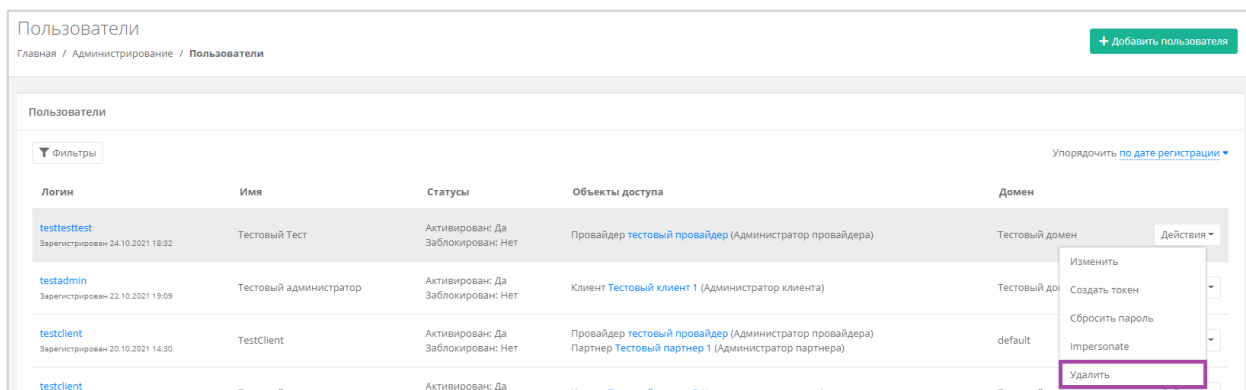 Пользователи
Главная / Администрирование / Пользователи
+ Добавить пользователя
Пользователи
Фильтры
Упорядочить по дате регистрации
Логин Имя Статусы Объекты доступа Домен
testtesttest
Зарегистрирован 24.10.2021 18:32
Тестовый Тест
Активирован: Да
Заблокирован: Нет
Провайдер тестовый провайдер (Администратор провайдера)
Тестовый домен
Действия
Изменить
Создать токен
Сбросить пароль
Impersonate
Удалить
testadmin
Зарегистрирован 22.10.2021 19:09
Тестовый администратор
Активирован: Да
Заблокирован: Нет
Клиент Тестовый клиент 1 (Администратор клиента)
Тестовый
testclient
Зарегистрирован 20.10.2021 14:30
TestClient
Активирован: Да
Заблокирован: Нет
Провайдер тестовый провайдер (Администратор провайдера)
Партнер Тестовый партнер 1 (Администратор партнера)
default
testclient
Активирован: Да